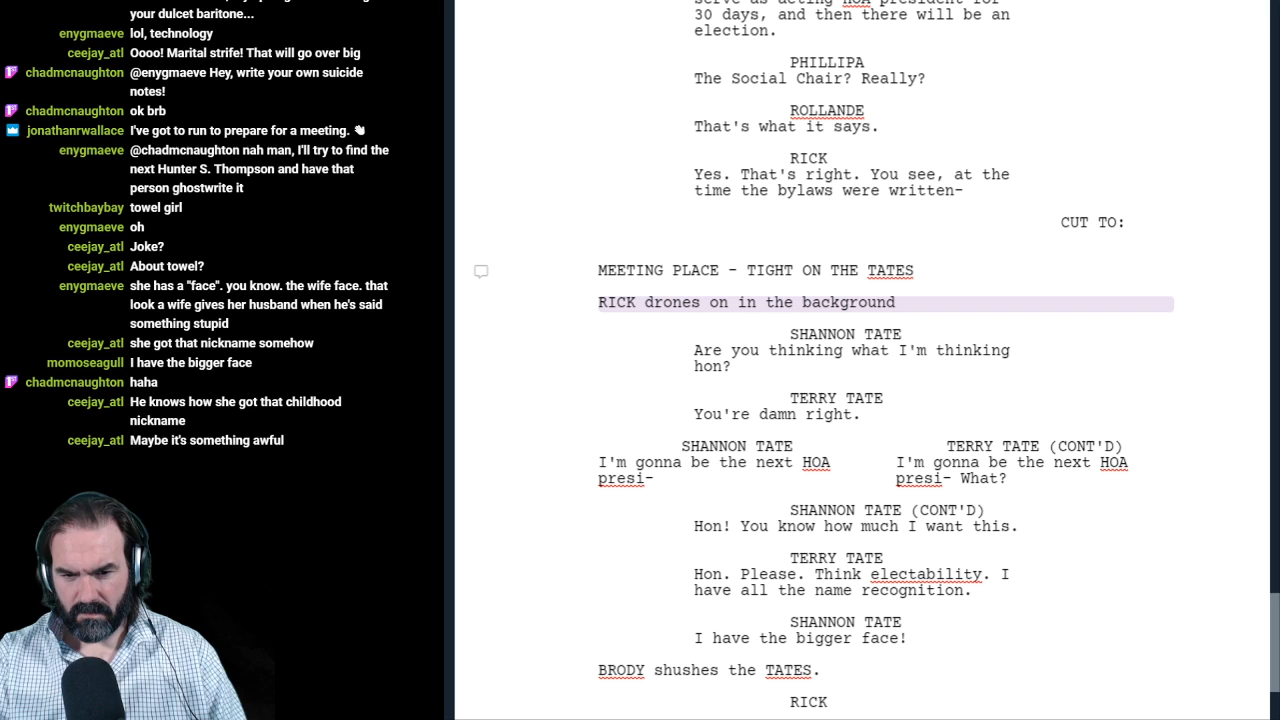 your dulcet baritone...
enygmaeve lol, technology
ceejay_atl Oooo! Marital strife! That will go over big
chadmcnaughton @enygmaeve Hey, write your own suicide
notes!
chadmcnaughton ok brb
jonathanrwallace I've got to run to prepare for a meeting. 👋
enygmaeve @chadmcnaughton nah man, I'll try to find the
next Hunter S. Thompson and have that
person ghostwrite it
twitchbaybay towel girl
enygmaeve oh
ceejay_atl Joke?
ceejay_atl About towel?
enygmaeve she has a "face". you know. the wife face. that
look a wife gives her husband when he's said
something stupid
ceejay_atl she got that nickname somehow
momoseagull I have the bigger face
chadmcnaughton haha
ceejay_atl He knows how she got that childhood
nickname
ceejay_atl Maybe it's something awful
serve as acting HOA president for
30 days, and then there will be an
election.
PHILLIPA
The Social Chair? Really?
ROLLANDE
That's what it says.
RICK
Yes. That's right. You see, at the
time the bylaws were written-
CUT TO:
MEETING PLACE - TIGHT ON THE TATES
RICK drones on in the background
SHANNON TATE
Are you thinking what I'm thinking
hon?
TERRY TATE
You're damn right.
SHANNON TATE
I'm gonna be the next HOA
presi-
TERRY TATE (CONT'D)
I'm gonna be the next HOA
presi- What?
SHANNON TATE (CONT'D)
Hon! You know how much I want this.
TERRY TATE
Hon. Please. Think electability. I
have all the name recognition.
SHANNON TATE
I have the bigger face!
BRODY shushes the TATES.
RICK